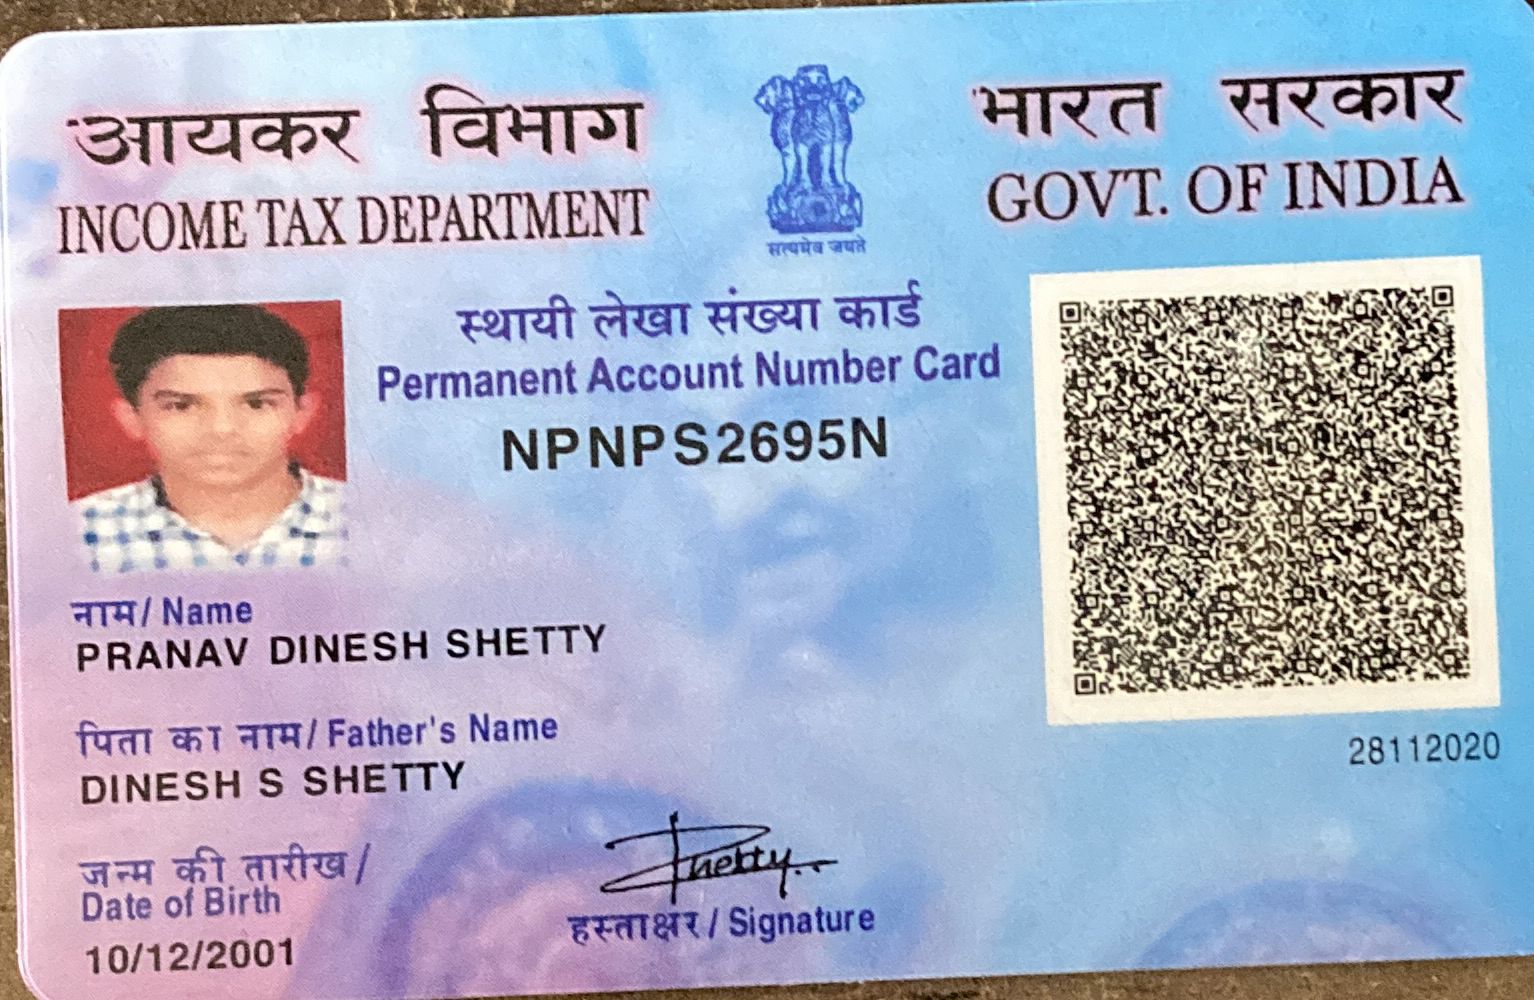 आयकर विभाग
INCOME TAX DEPARTMENT
सत्यमेव जयते
भारत सरकार
GOVT. OF INDIA
स्थायी लेखा संख्या कार्ड
Permanent Account Number Card
NPNPS2695N
नाम/ Name
PRANAV DINESH SHETTY
पिता का नाम/ Father's Name
DINESH S SHETTY
28112020
जन्म की तारीख/
Date of Birth
10/12/2001
Shetty
हस्ताक्षर/ Signature